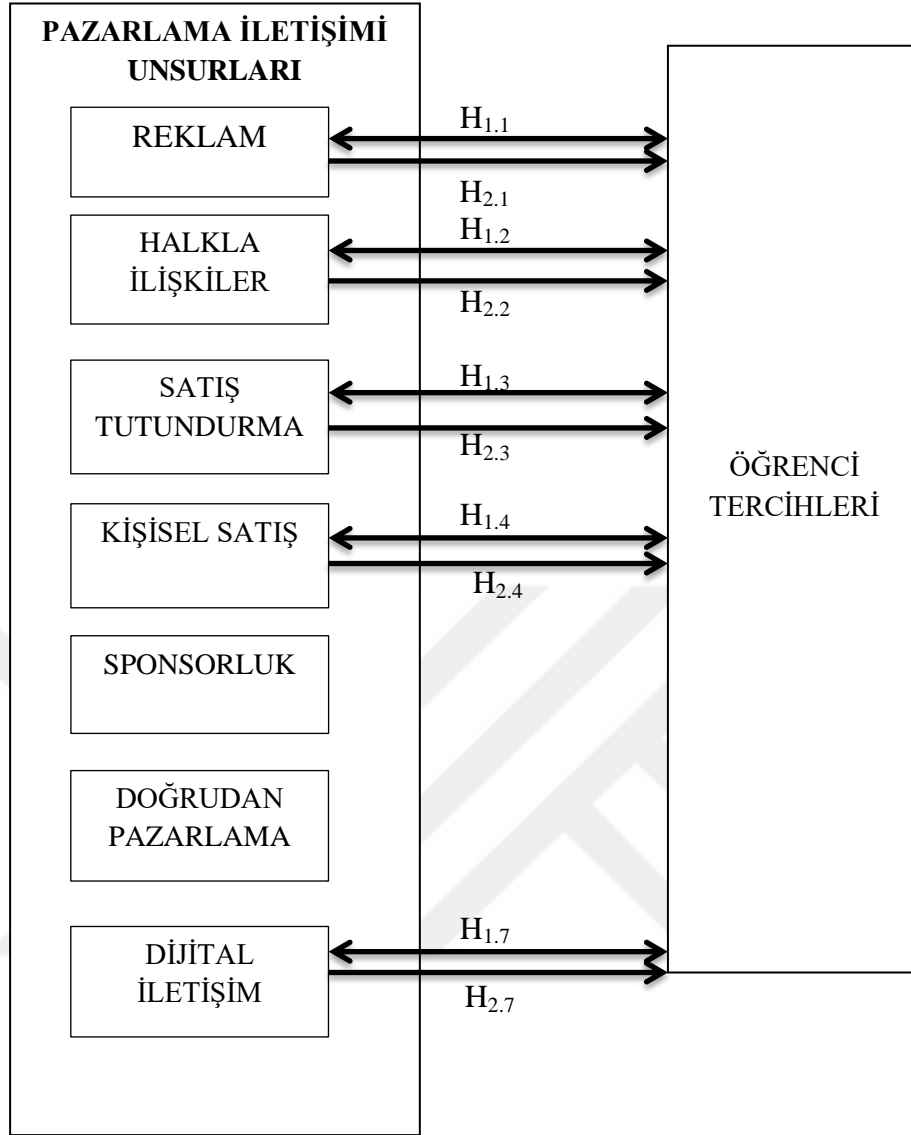 PAZARLAMA İLETİŞİMİ
UNSURLARI
REKLAM
H1.1
H2.1
HALKLA
İLİŞKİLER
H1.2
H2.2
SATIŞ
TUTUNDURMA
H1.3
H2.3
KİŞİSEL SATIŞ
H1.4
H2.4
SPONSORLUK
DOĞRUDAN
PAZARLAMA
DİJİTAL
İLETİŞİM
H1.7
H2.7
ÖĞRENCİ
TERCİHLERİ